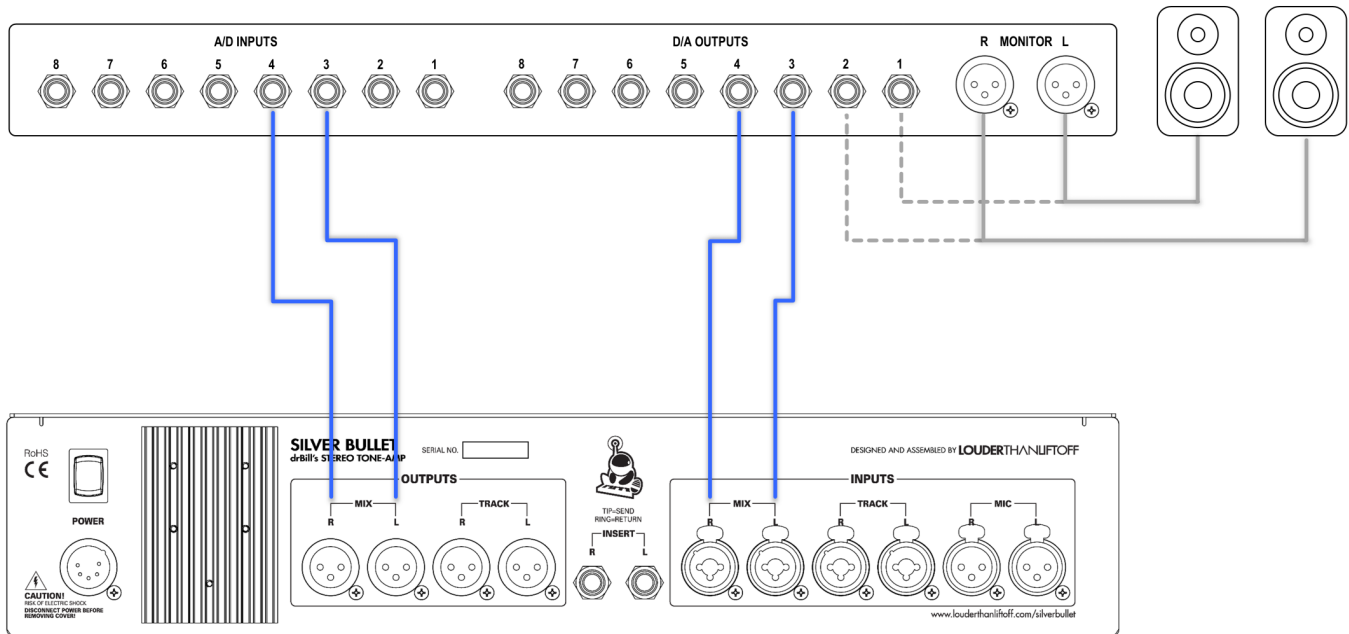 A/D INPUTS
8 7 6 5 4 3 2 1
D/A OUTPUTS
8 7 6 5 4 3 2 1
R MONITOR L
RoHS
CE
POWER
CAUTION!
RISK OF ELECTRIC SHOCK
DISCONNECT POWER BEFORE
REMOVING COVER!
SILVER BULLET
drBill's STEREO TONE-AMP
SERIAL NO.
OUTPUTS
MIX
R L
TRACK
R L
TIP=SEND
RING=RETURN
INSERT
R L
DESIGNED AND ASSEMBLED BY LOUDERTHANLIFTOFF
INPUTS
MIX
R L
TRACK
R L
MIC
R L
www.louderthanliftoff.com/silverbullet